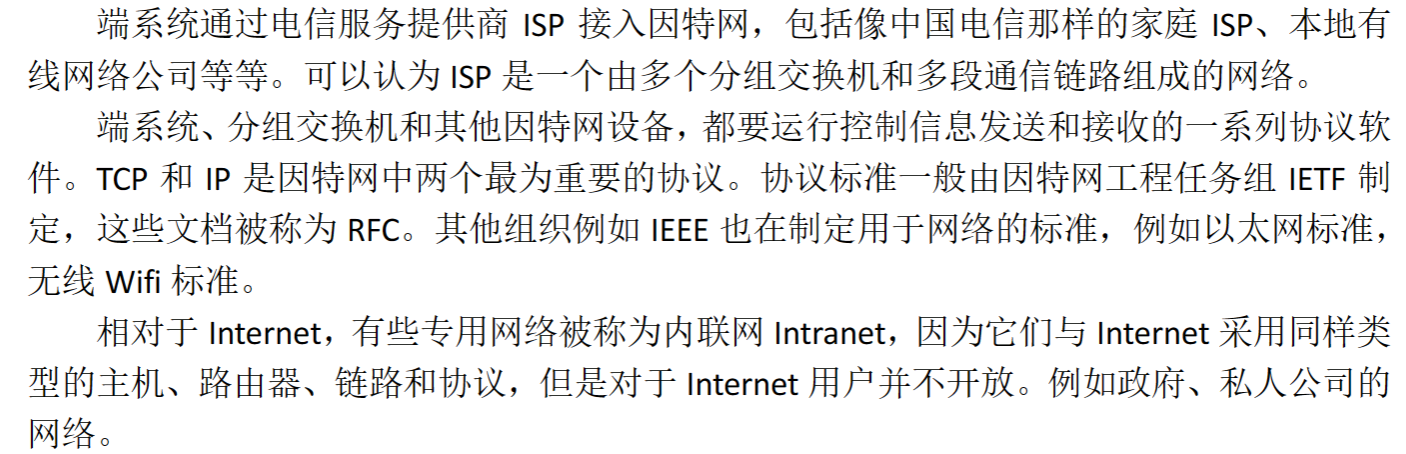 端系统通过电信服务提供商 ISP 接入因特网，包括像中国电信那样的家庭 ISP、本地有
线网络公司等等。可以认为 ISP 是一个由多个分组交换机和多段通信链路组成的网络。
端系统、分组交换机和其他因特网设备，都要运行控制信息发送和接收的一系列协议软
件。TCP 和 IP 是因特网中两个最为重要的协议。协议标准一般由因特网工程任务组 IETF 制
定，这些文档被称为 RFC。其他组织例如 IEEE 也在制定用于网络的标准，例如以太网标准，
无线 Wifi 标准。
相对于 Internet，有些专用网络被称为内联网 Intranet，因为它们与 Internet 采用同样类
型的主机、路由器、链路和协议，但是对于 Internet 用户并不开放。例如政府、私人公司的
网络。